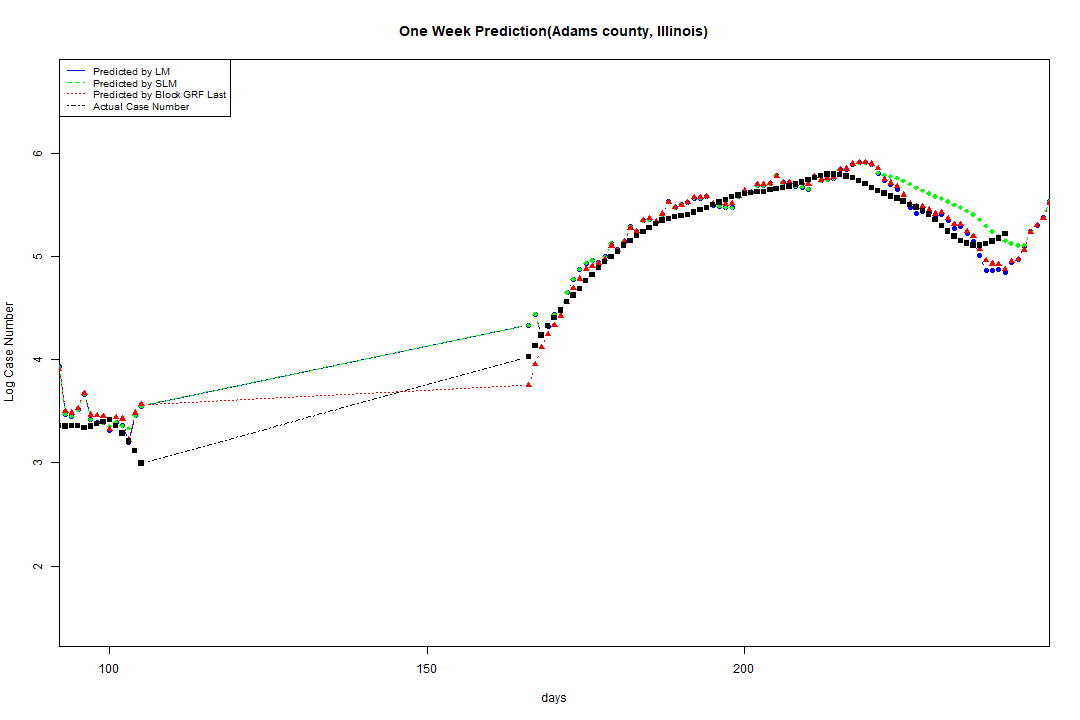 One Week Prediction(Adams county, Illinois)
Predicted by LM
Predicted by SLM
Predicted by Block GRF Last
Actual Case Number
6
5
4
3
2
Log Case Number
100 150 200
days